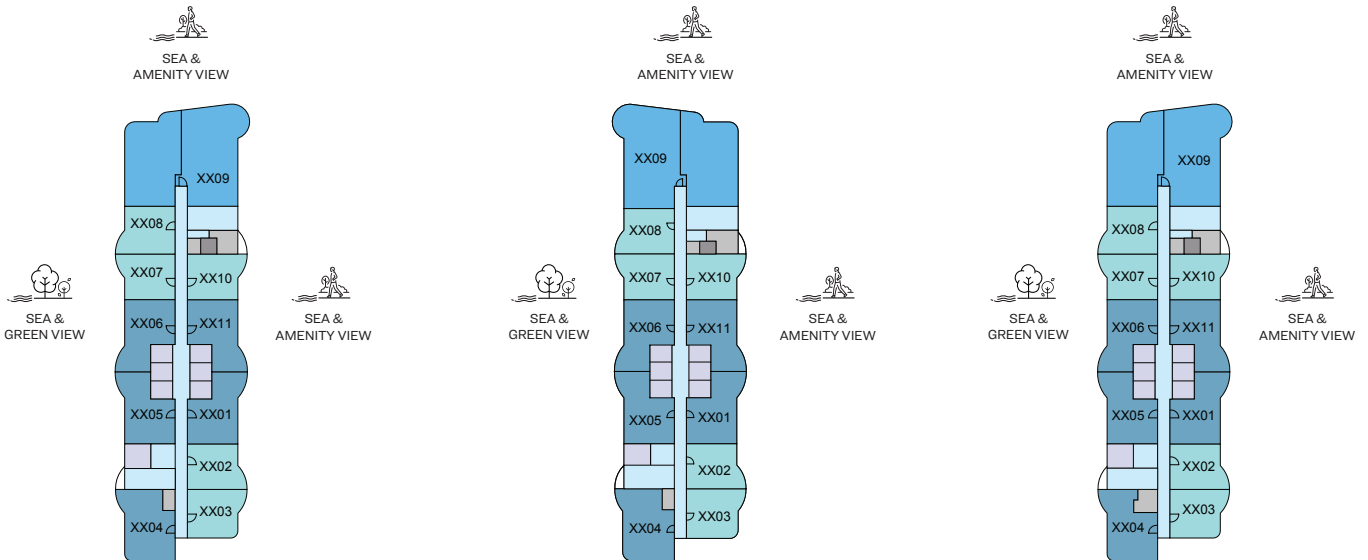 SEA &
AMENITY VIEW
XX09
XX08
XX07
XX10
SEA &
GREEN VIEW
SEA &
AMENITY VIEW
XX06
XX11
XX05
XX01
XX02
XX03
XX04
SEA &
AMENITY VIEW
XX09
XX08
XX07
XX10
SEA &
GREEN VIEW
SEA &
AMENITY VIEW
XX06
XX11
XX05
XX01
XX02
XX03
XX04
SEA &
AMENITY VIEW
XX09
XX08
XX07
XX10
SEA &
GREEN VIEW
SEA &
AMENITY VIEW
XX06
XX11
XX05
XX01
XX02
XX03
XX04